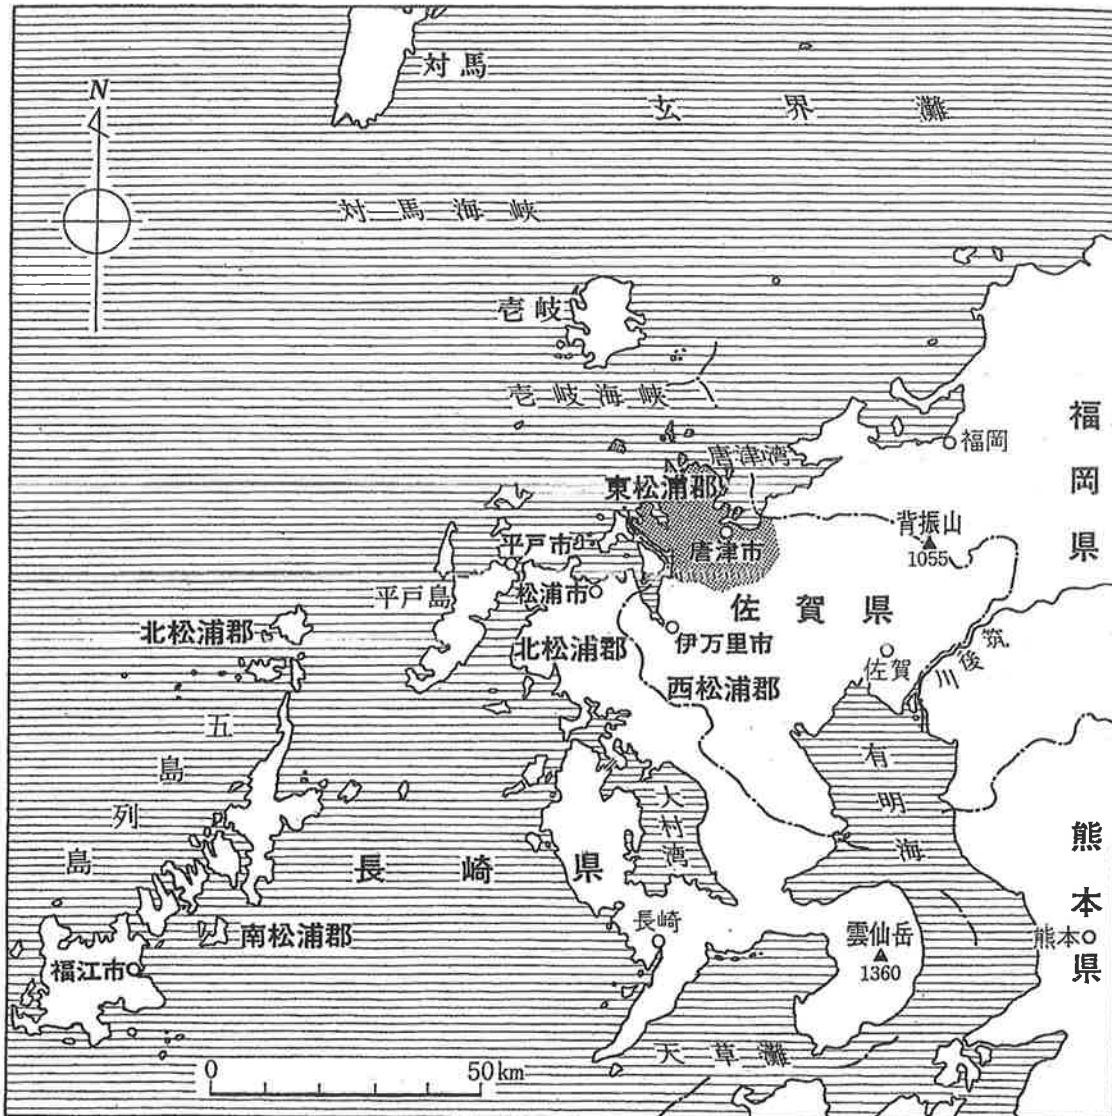 対馬
N
玄界灘
対馬海峡
壱岐
壱岐海峡
福岡
福岡県
唐津湾
東松浦郡
背振山
1055
平戸市
唐津市
平戸島
松浦市
佐賀県
北松浦郡
伊万里市
北松浦郡
佐賀
筑後川
西松浦郡
五島列島
有明海
大村湾
長崎県
熊本県
長崎
雲仙岳
1360
熊本
南松浦郡
福江市
天草灘
0 50km